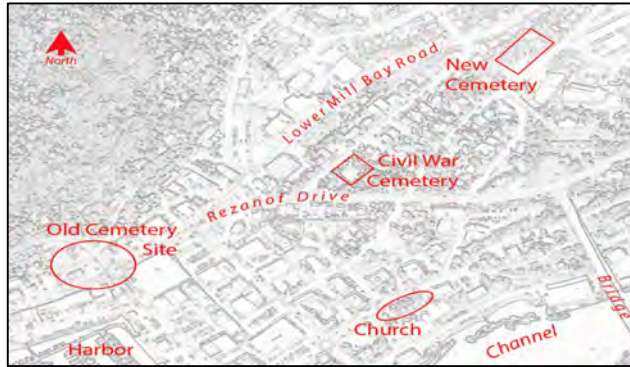 North
New
Cemetery
Lower Mill Bay Road
Civil War
Cemetery
Rezanof Drive
Old Cemetery
Site
Church
Bridge
Channel
Harbor